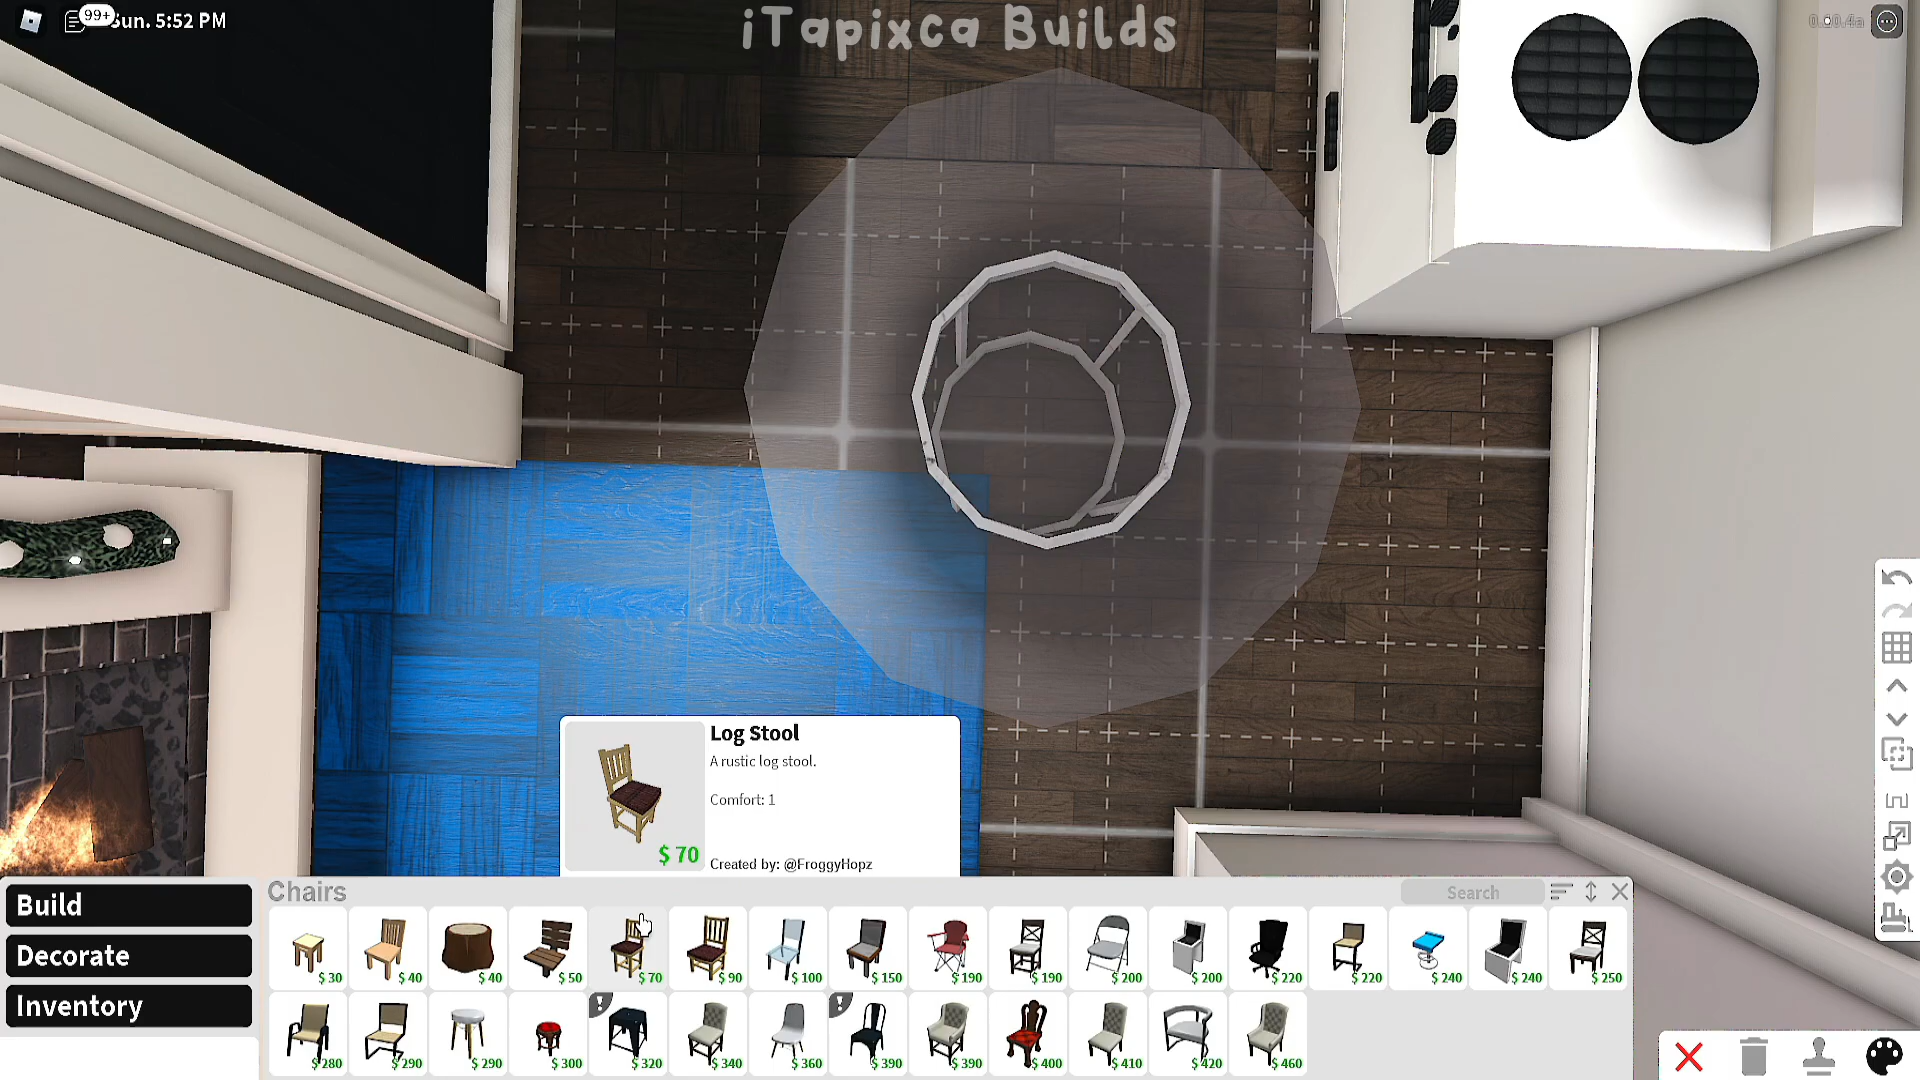 99+
Sun. 5:52 PM
iTapixca Builds
Log Stool
A rustic log stool.
Comfort: 1
$ 70
Created by: @FroggyHopz
Build
Decorate
Inventory
Chairs
Search
$ 30
$ 40
$ 40
$ 50
$ 70
$ 90
$ 100
$ 150
$ 190
$ 190
$ 200
$ 200
$ 220
$ 220
$ 240
$ 240
$ 250
$ 280
$ 290
$ 290
$ 300
$ 320
$ 340
$ 360
$ 390
$ 390
$ 400
$ 410
$ 420
$ 460